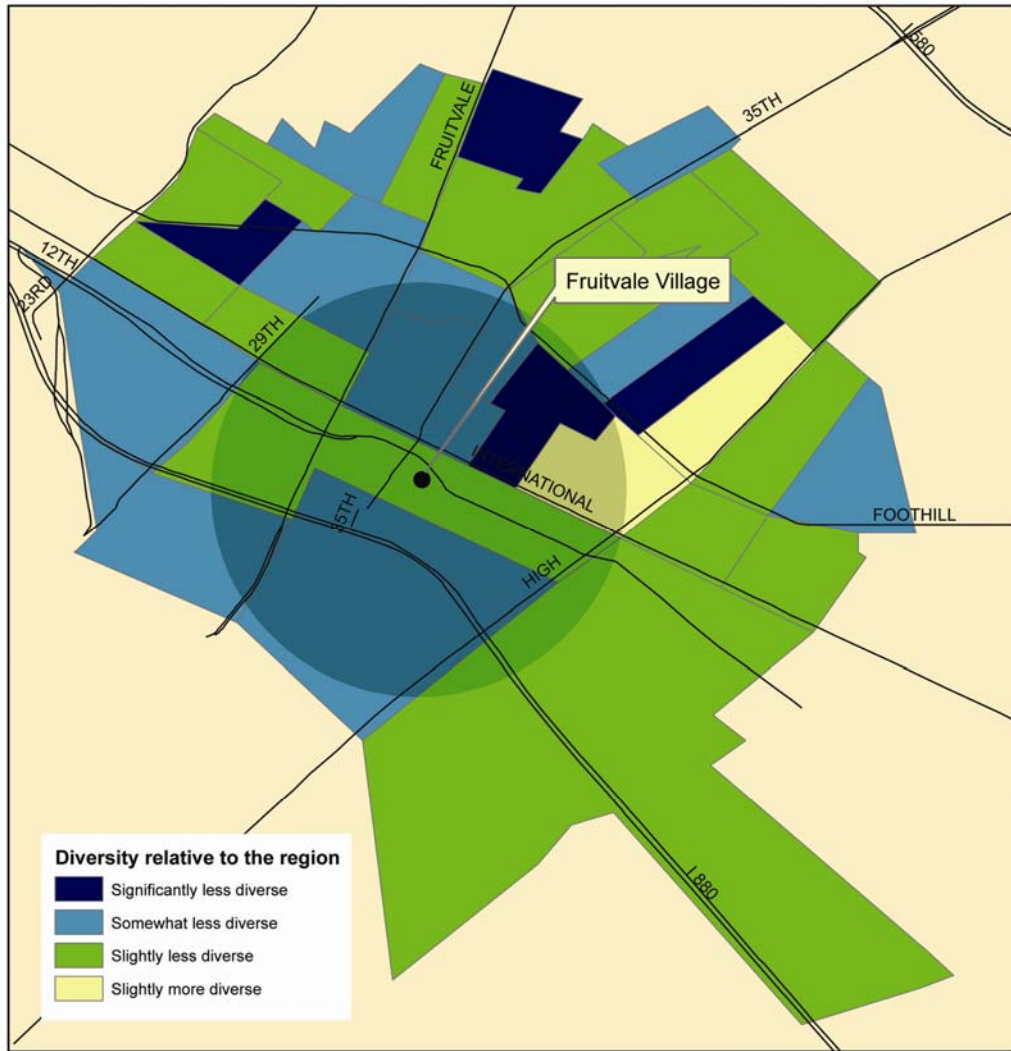 I 580
35TH
FRUITVALE
12TH
23RD
Fruitvale Village
29TH
INTERNATIONAL
35TH
FOOTHILL
HIGH
I 880
Diversity relative to the region
Significantly less diverse
Somewhat less diverse
Slightly less diverse
Slightly more diverse